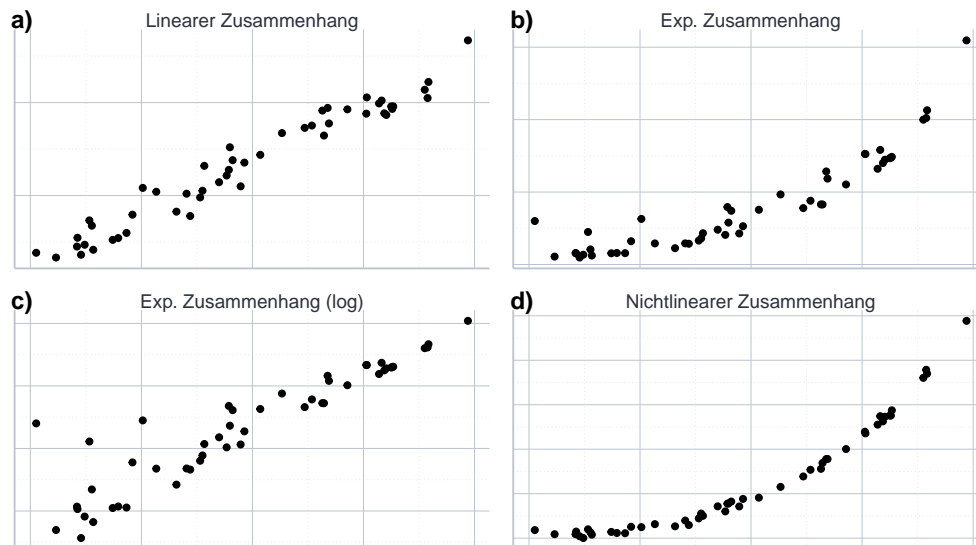 a) Linearer Zusammenhang
b) Exp. Zusammenhang
c) Exp. Zusammenhang (log)
d) Nichtlinearer Zusammenhang